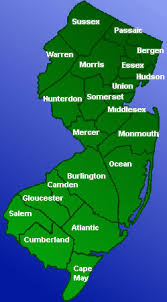 Sussex
Passaic
Bergen
Warren
Morris
Essex
Hudson
Union
Hunterdon
Somerset
Middlesex
Mercer
Monmouth
Ocean
Burlington
Camden
Gloucester
Salem
Atlantic
Cumberland
Cape
May